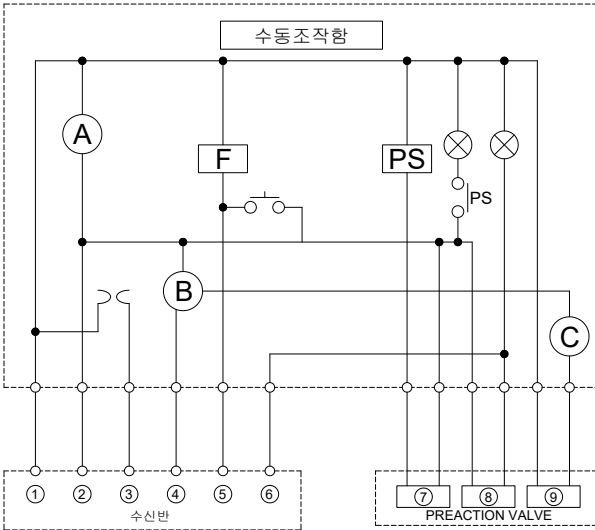 수동조작함
A
F
PS
PS
B
C
① ② ③ ④ ⑤ ⑥ ⑦ ⑧ ⑨
수신반
PREACTION VALVE